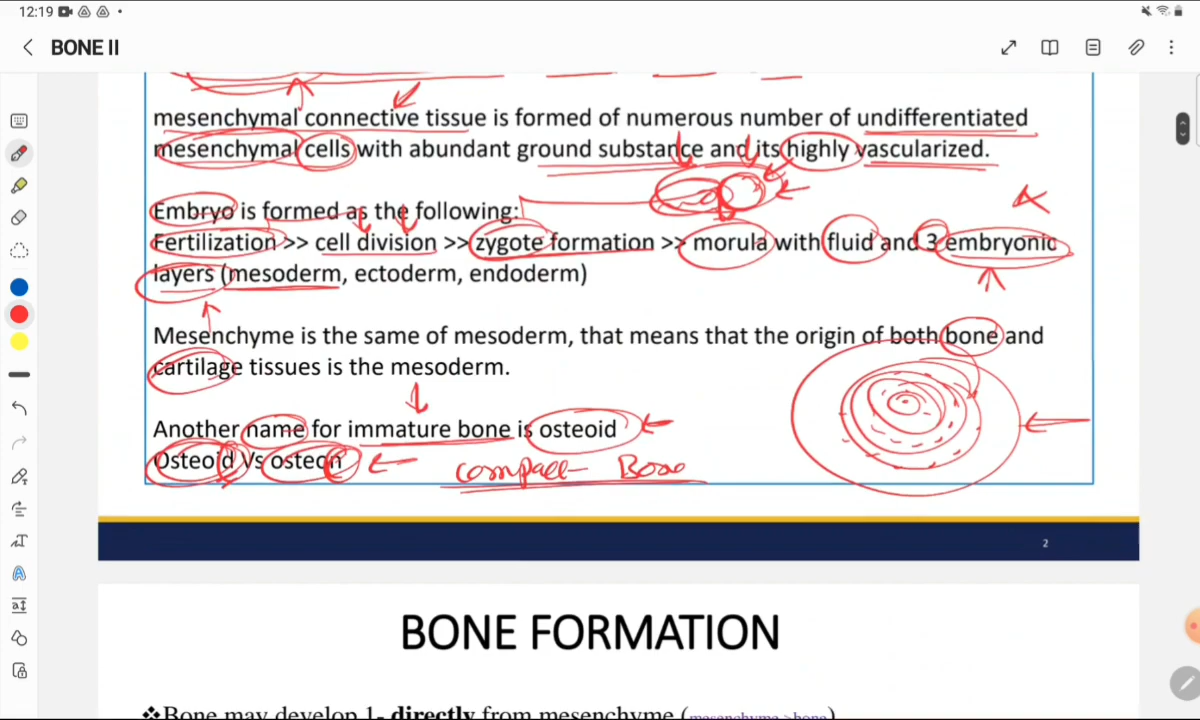 12:19
BONE II
mesenchymal connective tissue is formed of numerous number of undifferentiated
mesenchymal cells with abundant ground substance and its highly vascularized.
Embryo is formed as the following:
Fertilization >> cell division >> zygote formation >> morula with fluid and 3 embryonic
layers (mesoderm, ectoderm, endoderm)
Mesenchyme is the same of mesoderm, that means that the origin of both bone and
cartilage tissues is the mesoderm.
Another name for immature bone is osteoid
Osteoid Vs osteon
Bone
2
BONE FORMATION
❖Bone may develop 1- directly from mesenchyme (mesenchyme >bone)